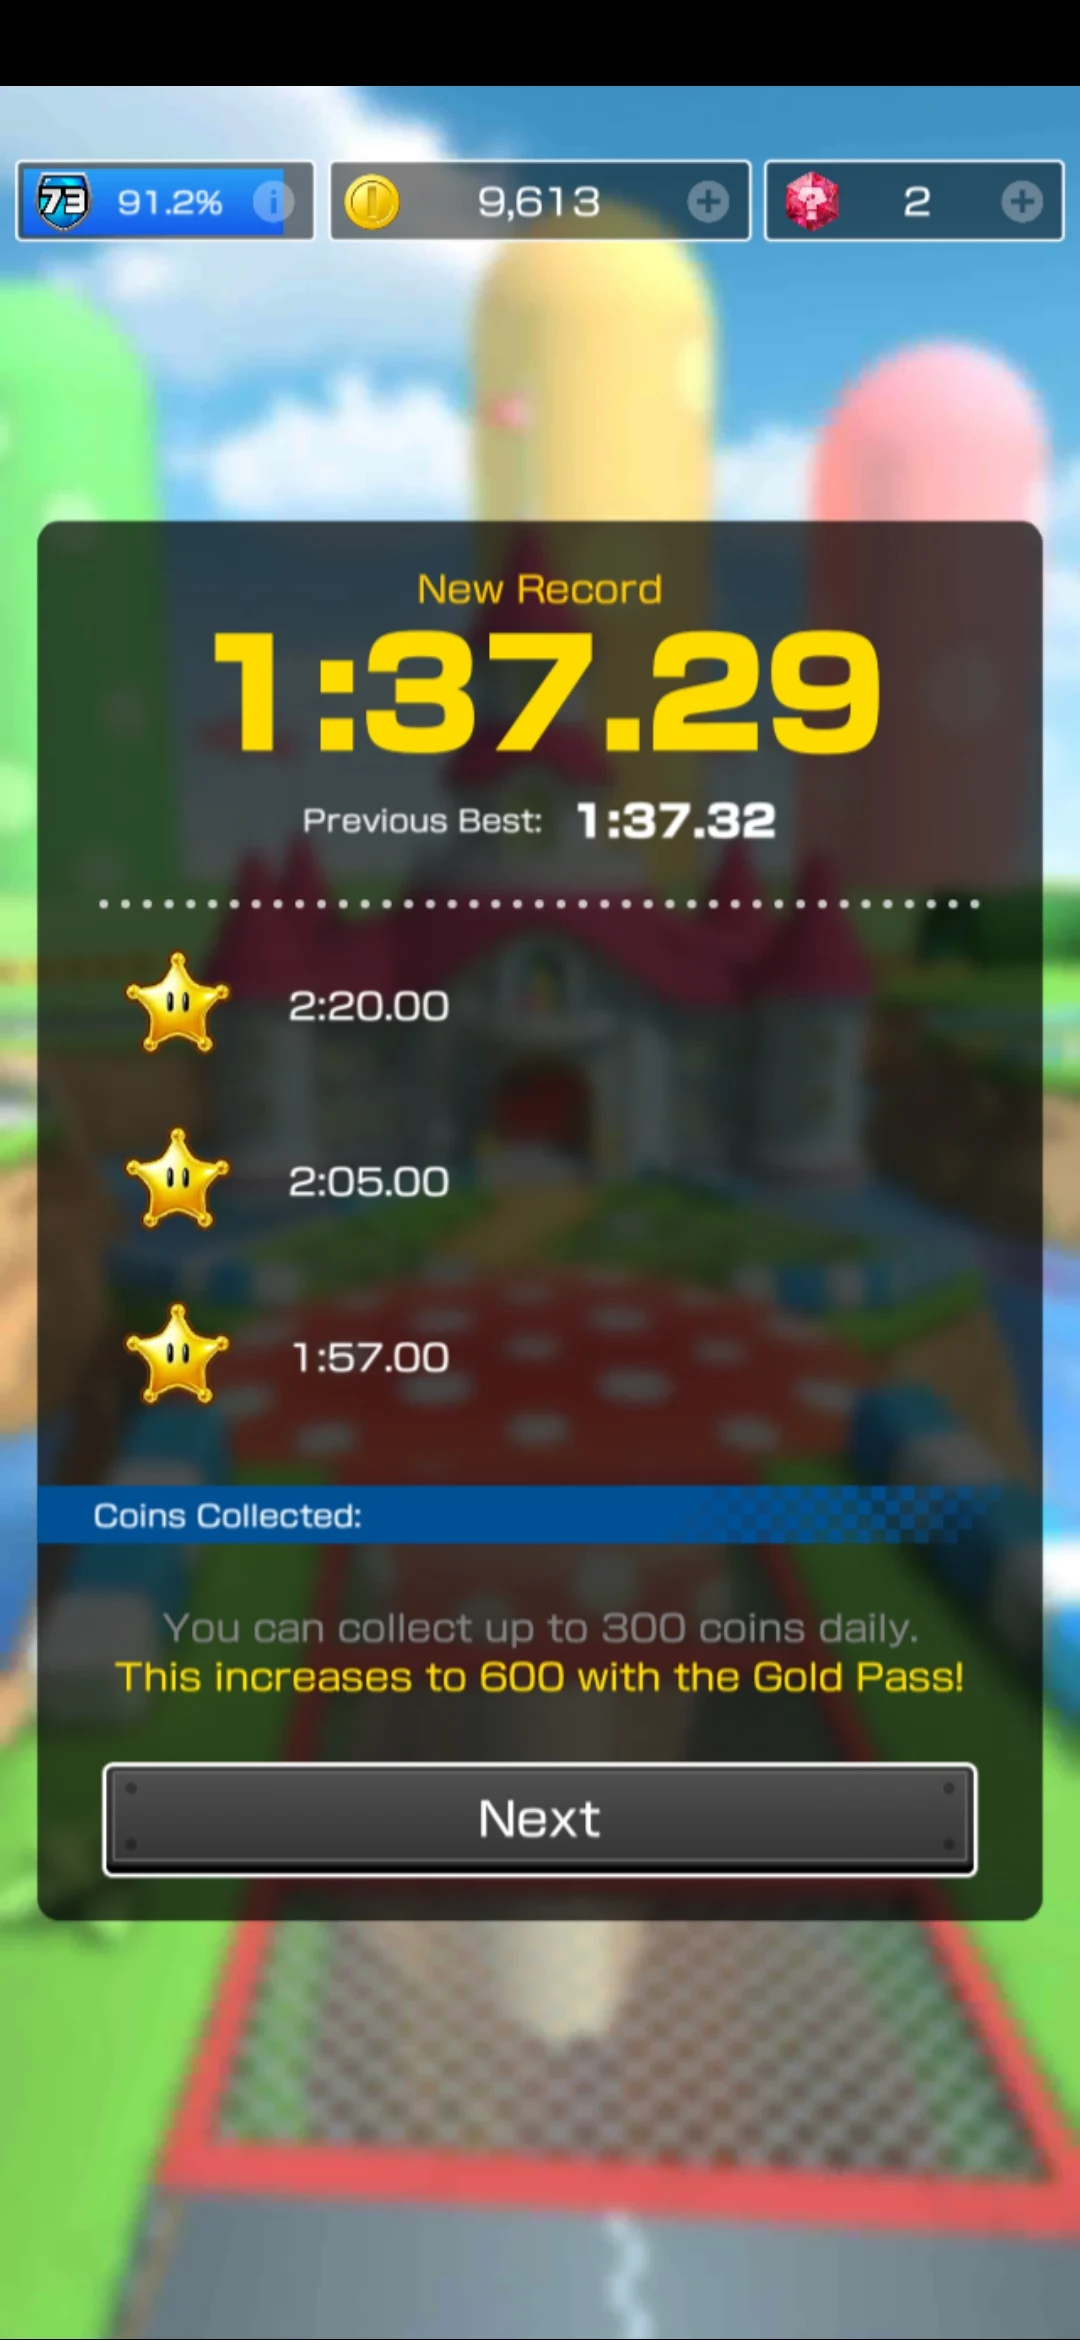 73 91.2% 9,613 2
New Record
1:37.29
Previous Best: 1:37.32
2:20.00
2:05.00
1:57.00
Coins Collected:
You can collect up to 300 coins daily.
This increases to 600 with the Gold Pass!
Next